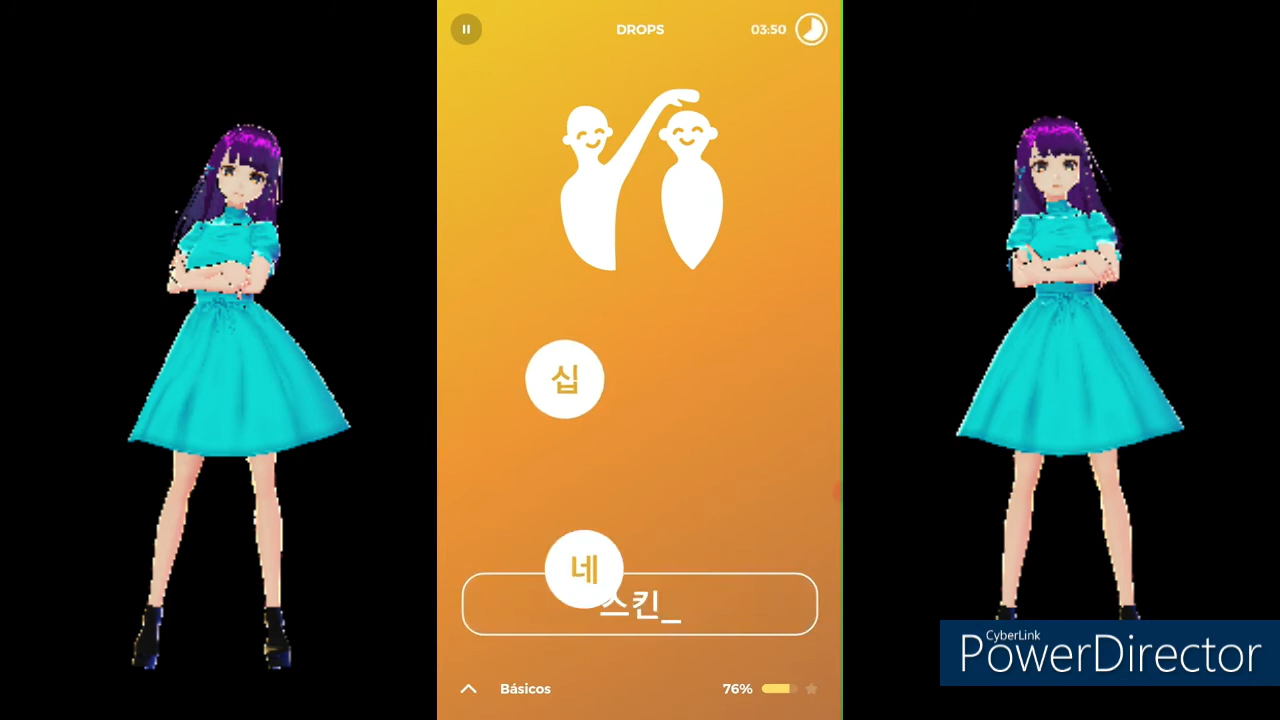 DROPS
03:50
십
네
스킨_
Básicos
76%
CyberLink
PowerDirector